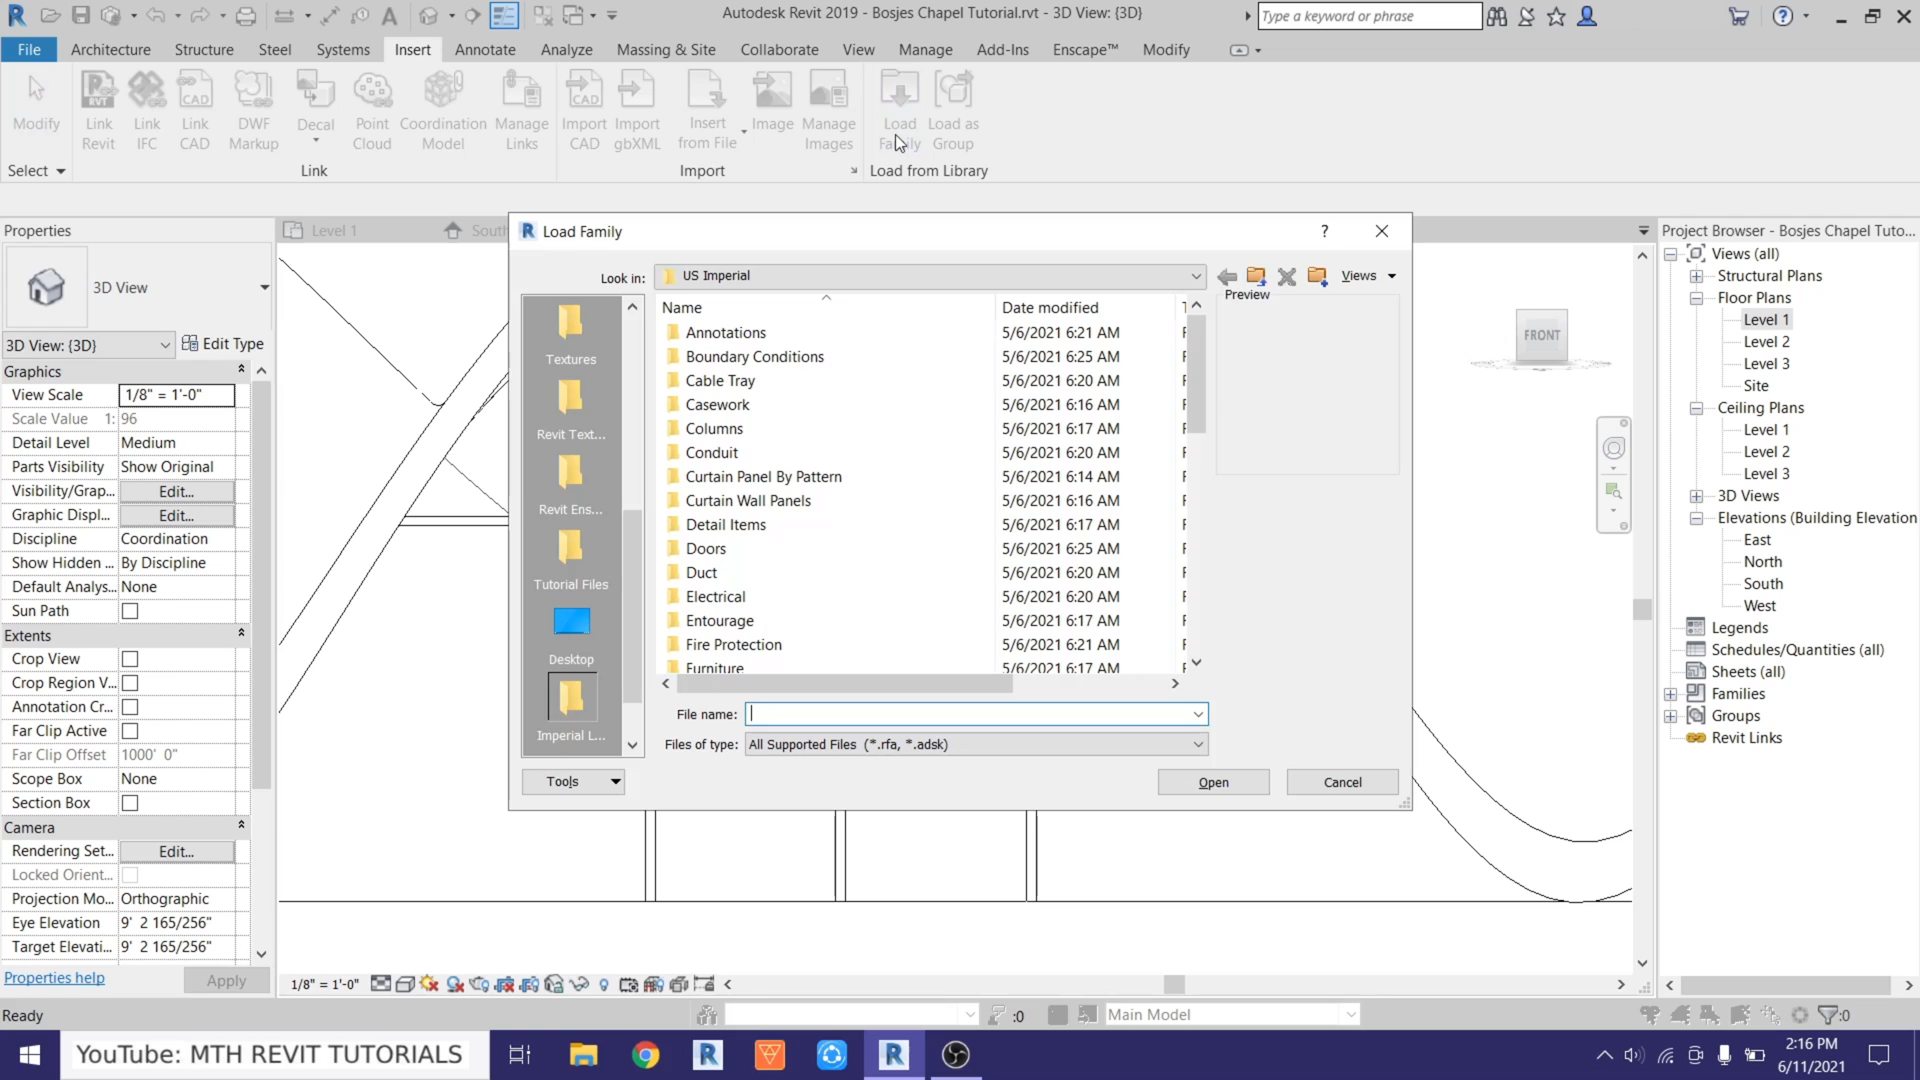 Autodesk Revit 2019 - Bosjes Chapel Tutorial.rvt - 3D View: {3D}
Type a keyword or phrase
File Architecture Structure Steel Systems Insert Annotate Analyze Massing & Site Collaborate View Manage Add-Ins Enscape™ Modify
Modify
Link Revit
Link IFC
Link CAD
DWF Markup
Decal
Point Cloud
Coordination Model
Manage Links
Import CAD
Import gbXML
Insert from File
Image
Manage Images
Load Family
Load as Group
Select
Link
Import
Load from Library
Properties
3D View
3D View: {3D}
Edit Type
Graphics
View Scale 1/8" = 1'-0"
Scale Value 1: 96
Detail Level Medium
Parts Visibility Show Original
Visibility/Grap... Edit...
Graphic Displ... Edit...
Discipline Coordination
Show Hidden ... By Discipline
Default Analys... None
Sun Path
Extents
Crop View
Crop Region V...
Annotation Cr...
Far Clip Active
Far Clip Offset 1000' 0"
Scope Box None
Section Box
Camera
Rendering Set... Edit...
Locked Orient...
Projection Mo... Orthographic
Eye Elevation 9' 2 165/256"
Target Elevati... 9' 2 165/256"
Properties help
Apply
Level 1
South
Load Family
Look in: US Imperial
Views
Preview
Textures
Revit Text...
Revit Ens...
Tutorial Files
Desktop
Imperial L...
Name Date modified
Annotations 5/6/2021 6:21 AM
Boundary Conditions 5/6/2021 6:25 AM
Cable Tray 5/6/2021 6:20 AM
Casework 5/6/2021 6:16 AM
Columns 5/6/2021 6:17 AM
Conduit 5/6/2021 6:20 AM
Curtain Panel By Pattern 5/6/2021 6:14 AM
Curtain Wall Panels 5/6/2021 6:16 AM
Detail Items 5/6/2021 6:17 AM
Doors 5/6/2021 6:25 AM
Duct 5/6/2021 6:20 AM
Electrical 5/6/2021 6:20 AM
Entourage 5/6/2021 6:17 AM
Fire Protection 5/6/2021 6:21 AM
Furniture 5/6/2021 6:17 AM
File name:
Files of type: All Supported Files (*.rfa, *.adsk)
Tools
Open
Cancel
FRONT
Project Browser - Bosjes Chapel Tuto...
Views (all)
Structural Plans
Floor Plans
Level 1
Level 2
Level 3
Site
Ceiling Plans
Level 1
Level 2
Level 3
3D Views
Elevations (Building Elevation
East
North
South
West
Legends
Schedules/Quantities (all)
Sheets (all)
Families
Groups
Revit Links
1/8" = 1'-0"
Ready
:0
Main Model
:0
YouTube: MTH REVIT TUTORIALS
2:16 PM
6/11/2021